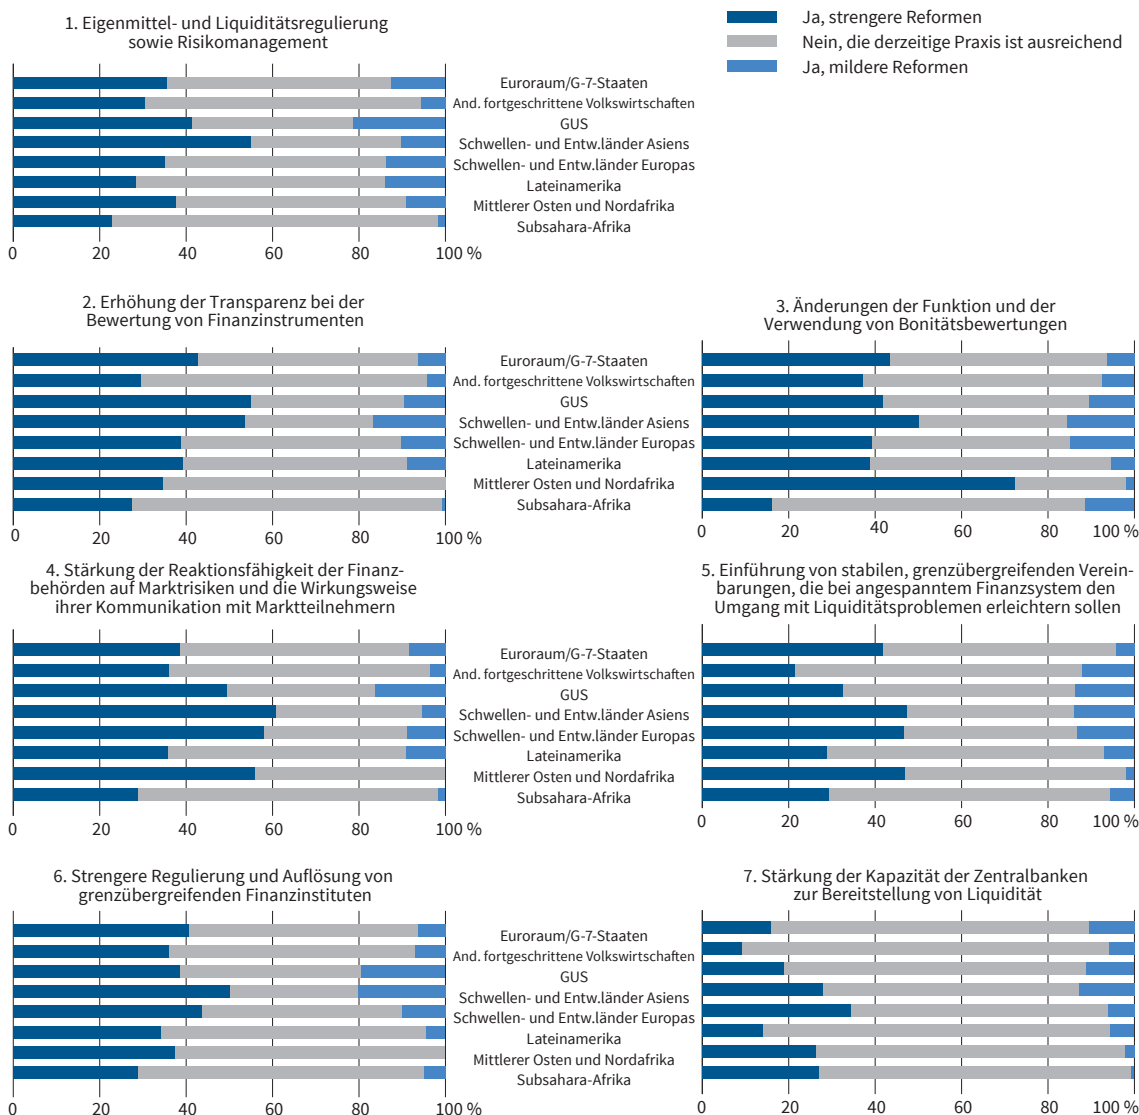 Ja, strengere Reformen
Nein, die derzeitige Praxis ist ausreichend
Ja, mildere Reformen
1. Eigenmittel- und Liquiditätsregulierung
sowie Risikomanagement
Euroraum/G-7-Staaten
And. fortgeschrittene Volkswirtschaften
GUS
Schwellen- und Entw.länder Asiens
Schwellen- und Entw.länder Europas
Lateinamerika
Mittlerer Osten und Nordafrika
Subsahara-Afrika
0 20 40 60 80 100 %
2. Erhöhung der Transparenz bei der
Bewertung von Finanzinstrumenten
Euroraum/G-7-Staaten
And. fortgeschrittene Volkswirtschaften
GUS
Schwellen- und Entw.länder Asiens
Schwellen- und Entw.länder Europas
Lateinamerika
Mittlerer Osten und Nordafrika
Subsahara-Afrika
0 20 40 60 80 100 %
3. Änderungen der Funktion und der
Verwendung von Bonitätsbewertungen
0 20 40 60 80 100 %
4. Stärkung der Reaktionsfähigkeit der Finanz-
behörden auf Marktrisiken und die Wirkungsweise
ihrer Kommunikation mit Marktteilnehmern
Euroraum/G-7-Staaten
And. fortgeschrittene Volkswirtschaften
GUS
Schwellen- und Entw.länder Asiens
Schwellen- und Entw.länder Europas
Lateinamerika
Mittlerer Osten und Nordafrika
Subsahara-Afrika
0 20 40 60 80 100 %
5. Einführung von stabilen, grenzübergreifenden Verein-
barungen, die bei angespanntem Finanzsystem den
Umgang mit Liquiditätsproblemen erleichtern sollen
0 20 40 60 80 100 %
6. Strengere Regulierung und Auflösung von
grenzübergreifenden Finanzinstituten
Euroraum/G-7-Staaten
And. fortgeschrittene Volkswirtschaften
GUS
Schwellen- und Entw.länder Asiens
Schwellen- und Entw.länder Europas
Lateinamerika
Mittlerer Osten und Nordafrika
Subsahara-Afrika
0 20 40 60 80 100 %
7. Stärkung der Kapazität der Zentralbanken
zur Bereitstellung von Liquidität
0 20 40 60 80 100 %